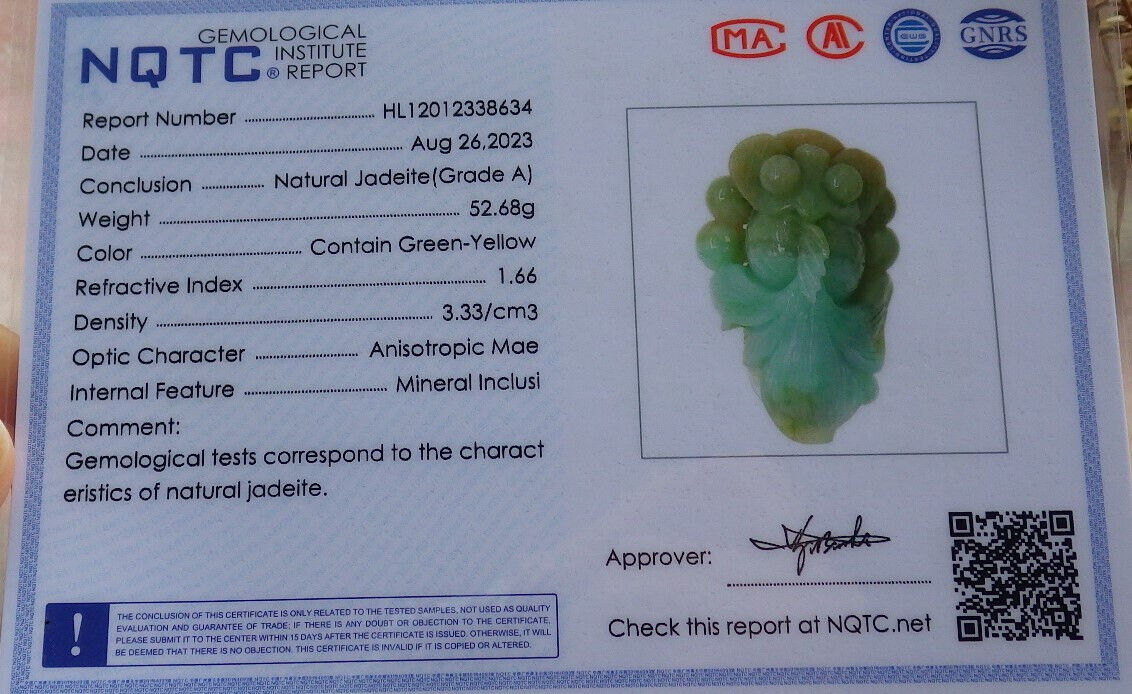 GEMOLOGICAL
NQTC® INSTITUTE
REPORT
MA
GNRS
Report Number HL12012338634
Date Aug 26,2023
Conclusion Natural Jadeite(Grade A)
Weight 52.68g
Color Contain Green-Yellow
Refractive Index 1.66
Density 3.33/cm3
Optic Character Anisotropic Mae
Internal Feature Mineral Inclusi
Comment:
Gemological tests correspond to the charact
eristics of natural jadeite.
Approver:
Check this report at NQTC.net
! THE CONCLUSION OF THIS CERTIFICATE IS ONLY RELATED TO THE TESTED SAMPLES, NOT USED AS QUALITY
EVALUATION AND GUARANTEE OF TRADE; IF THERE IS ANY DOUBT OR OBJECTION TO THE CERTIFICATE,
PLEASE SUBMIT IT TO THE CENTER WITHIN 15 DAYS AFTER THE CERTIFICATE IS ISSUED. OTHERWISE, IT WILL
BE DEEMED THAT THERE IS NO OBJECTION. THIS CERTIFICATE IS INVALID IF IT IS COPIED OR ALTERED.